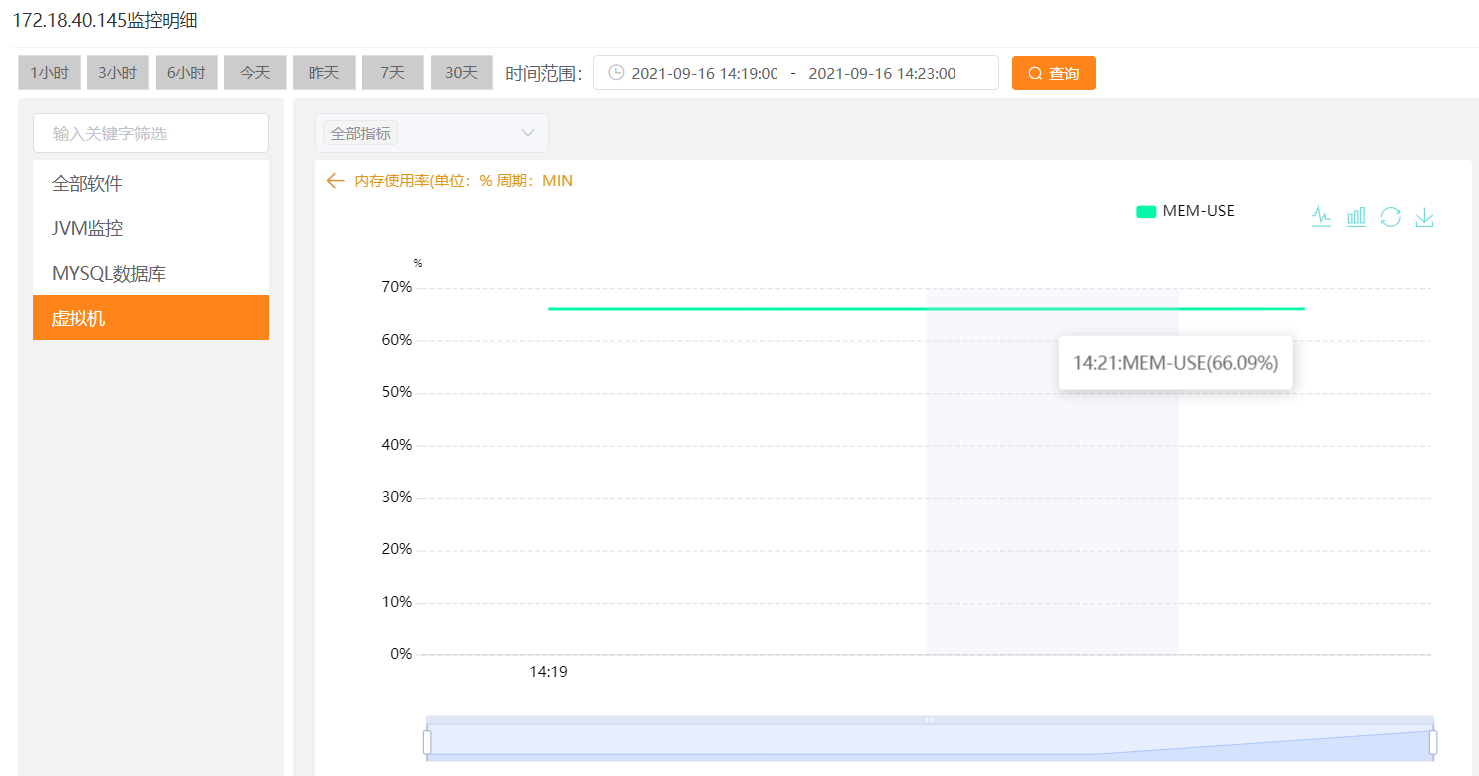 172.18.40.145监控明细
1小时 3小时 6小时 今天 昨天 7天 30天 时间范围： 2021-09-16 14:19:00 - 2021-09-16 14:23:00 查询
输入关键字筛选
全部软件
JVM监控
MYSQL数据库
虚拟机
全部指标
内存使用率(单位：% 周期：MIN
MEM-USE
%
70%
60%
14:21:MEM-USE(66.09%)
50%
40%
30%
20%
10%
0%
14:19